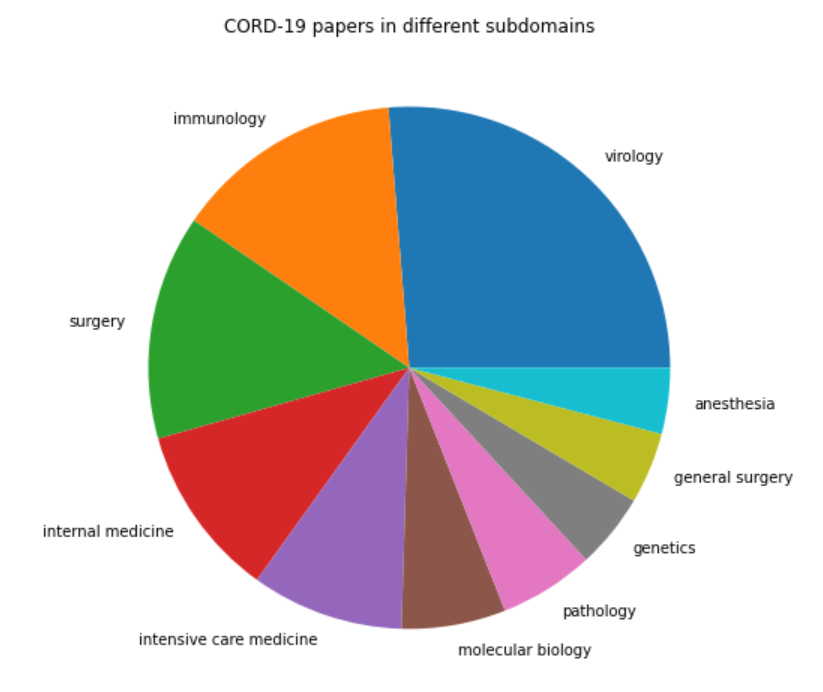 CORD-19 papers in different subdomains
immunology
virology
surgery
anesthesia
general surgery
internal medicine
genetics
pathology
intensive care medicine
molecular biology